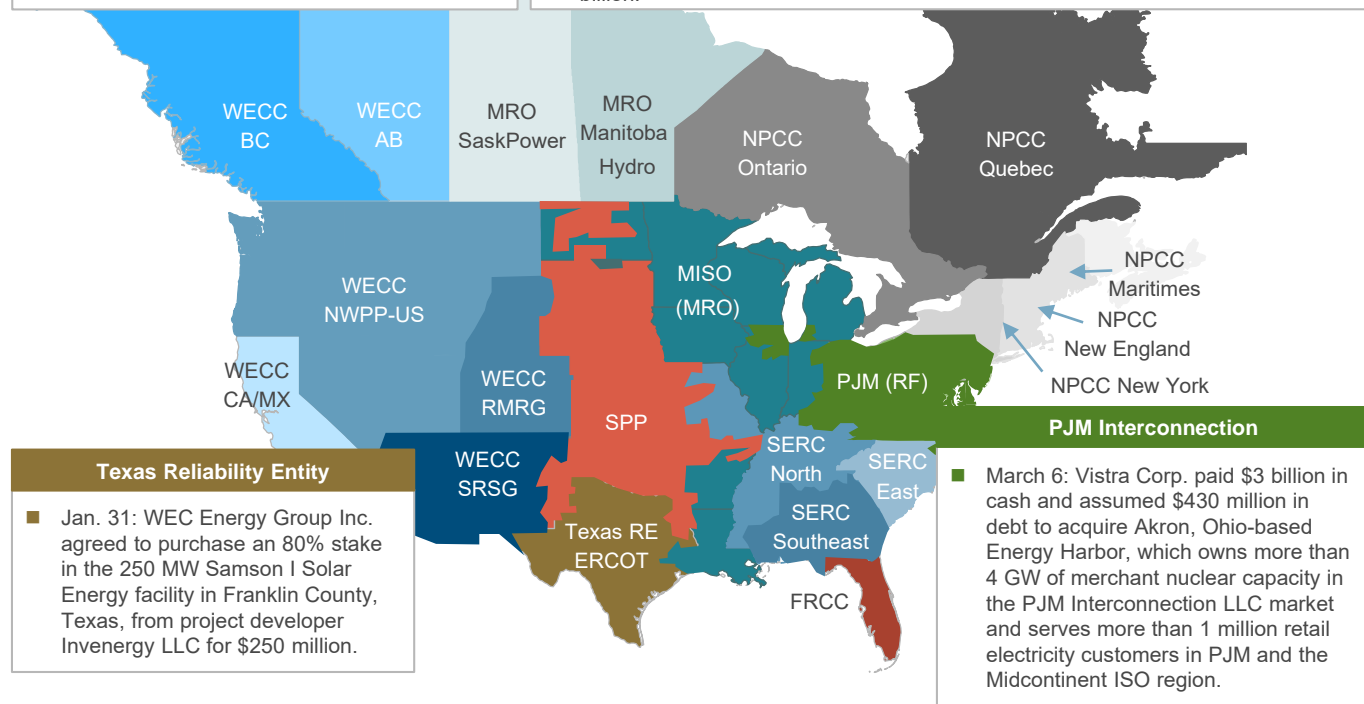 WECC
BC
WECC
AB
MRO
SaskPower
MRO
Manitoba
Hydro
NPCC
Ontario
NPCC
Quebec
WECC
NWPP-US
MISO
(MRO)
NPCC
Maritimes
NPCC
New England
NPCC New York
WECC
CA/MX
WECC
RMRG
SPP
PJM (RF)
WECC
SRSG
SERC
North
SERC
East
SERC
Southeast
Texas RE
ERCOT
FRCC
Texas Reliability Entity
■ Jan. 31: WEC Energy Group Inc.
agreed to purchase an 80% stake
in the 250 MW Samson I Solar
Energy facility in Franklin County,
Texas, from project developer
Invenergy LLC for $250 million.
PJM Interconnection
■ March 6: Vistra Corp. paid $3 billion in
cash and assumed $430 million in
debt to acquire Akron, Ohio-based
Energy Harbor, which owns more than
4 GW of merchant nuclear capacity in
the PJM Interconnection LLC market
and serves more than 1 million retail
electricity customers in PJM and the
Midcontinent ISO region.